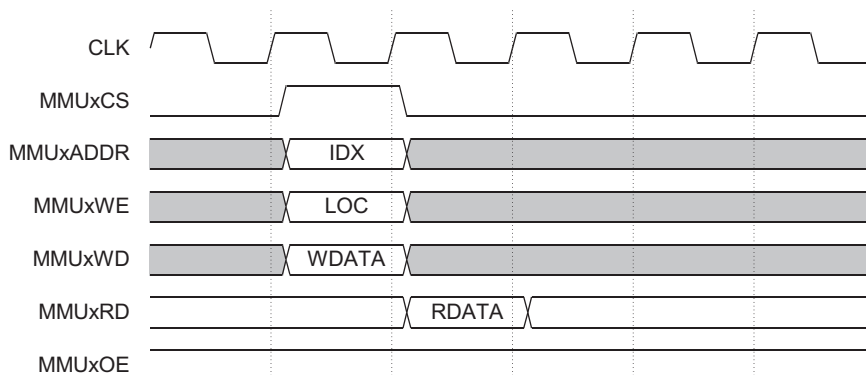 CLK
MMUxCS
MMUxADDR IDX
MMUxWE LOC
MMUxWD WDATA
MMUxRD RDATA
MMUxOE